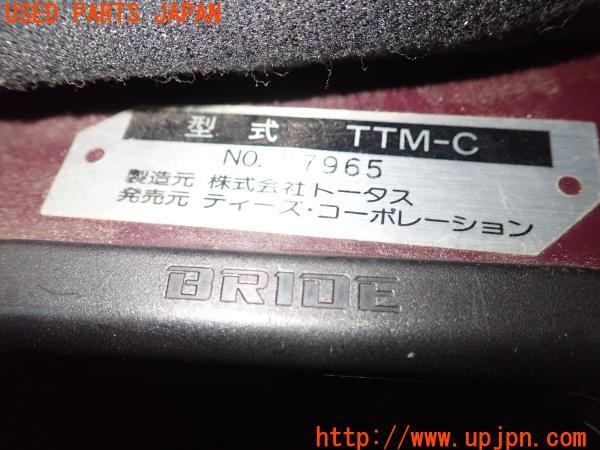 USED PARTS JAPAN
型式 TTM-C
NO. 7965
製造元 株式会社トータス
発売元 ティーズ・コーポレーション
BRIDE
http://www.upjpn.com/